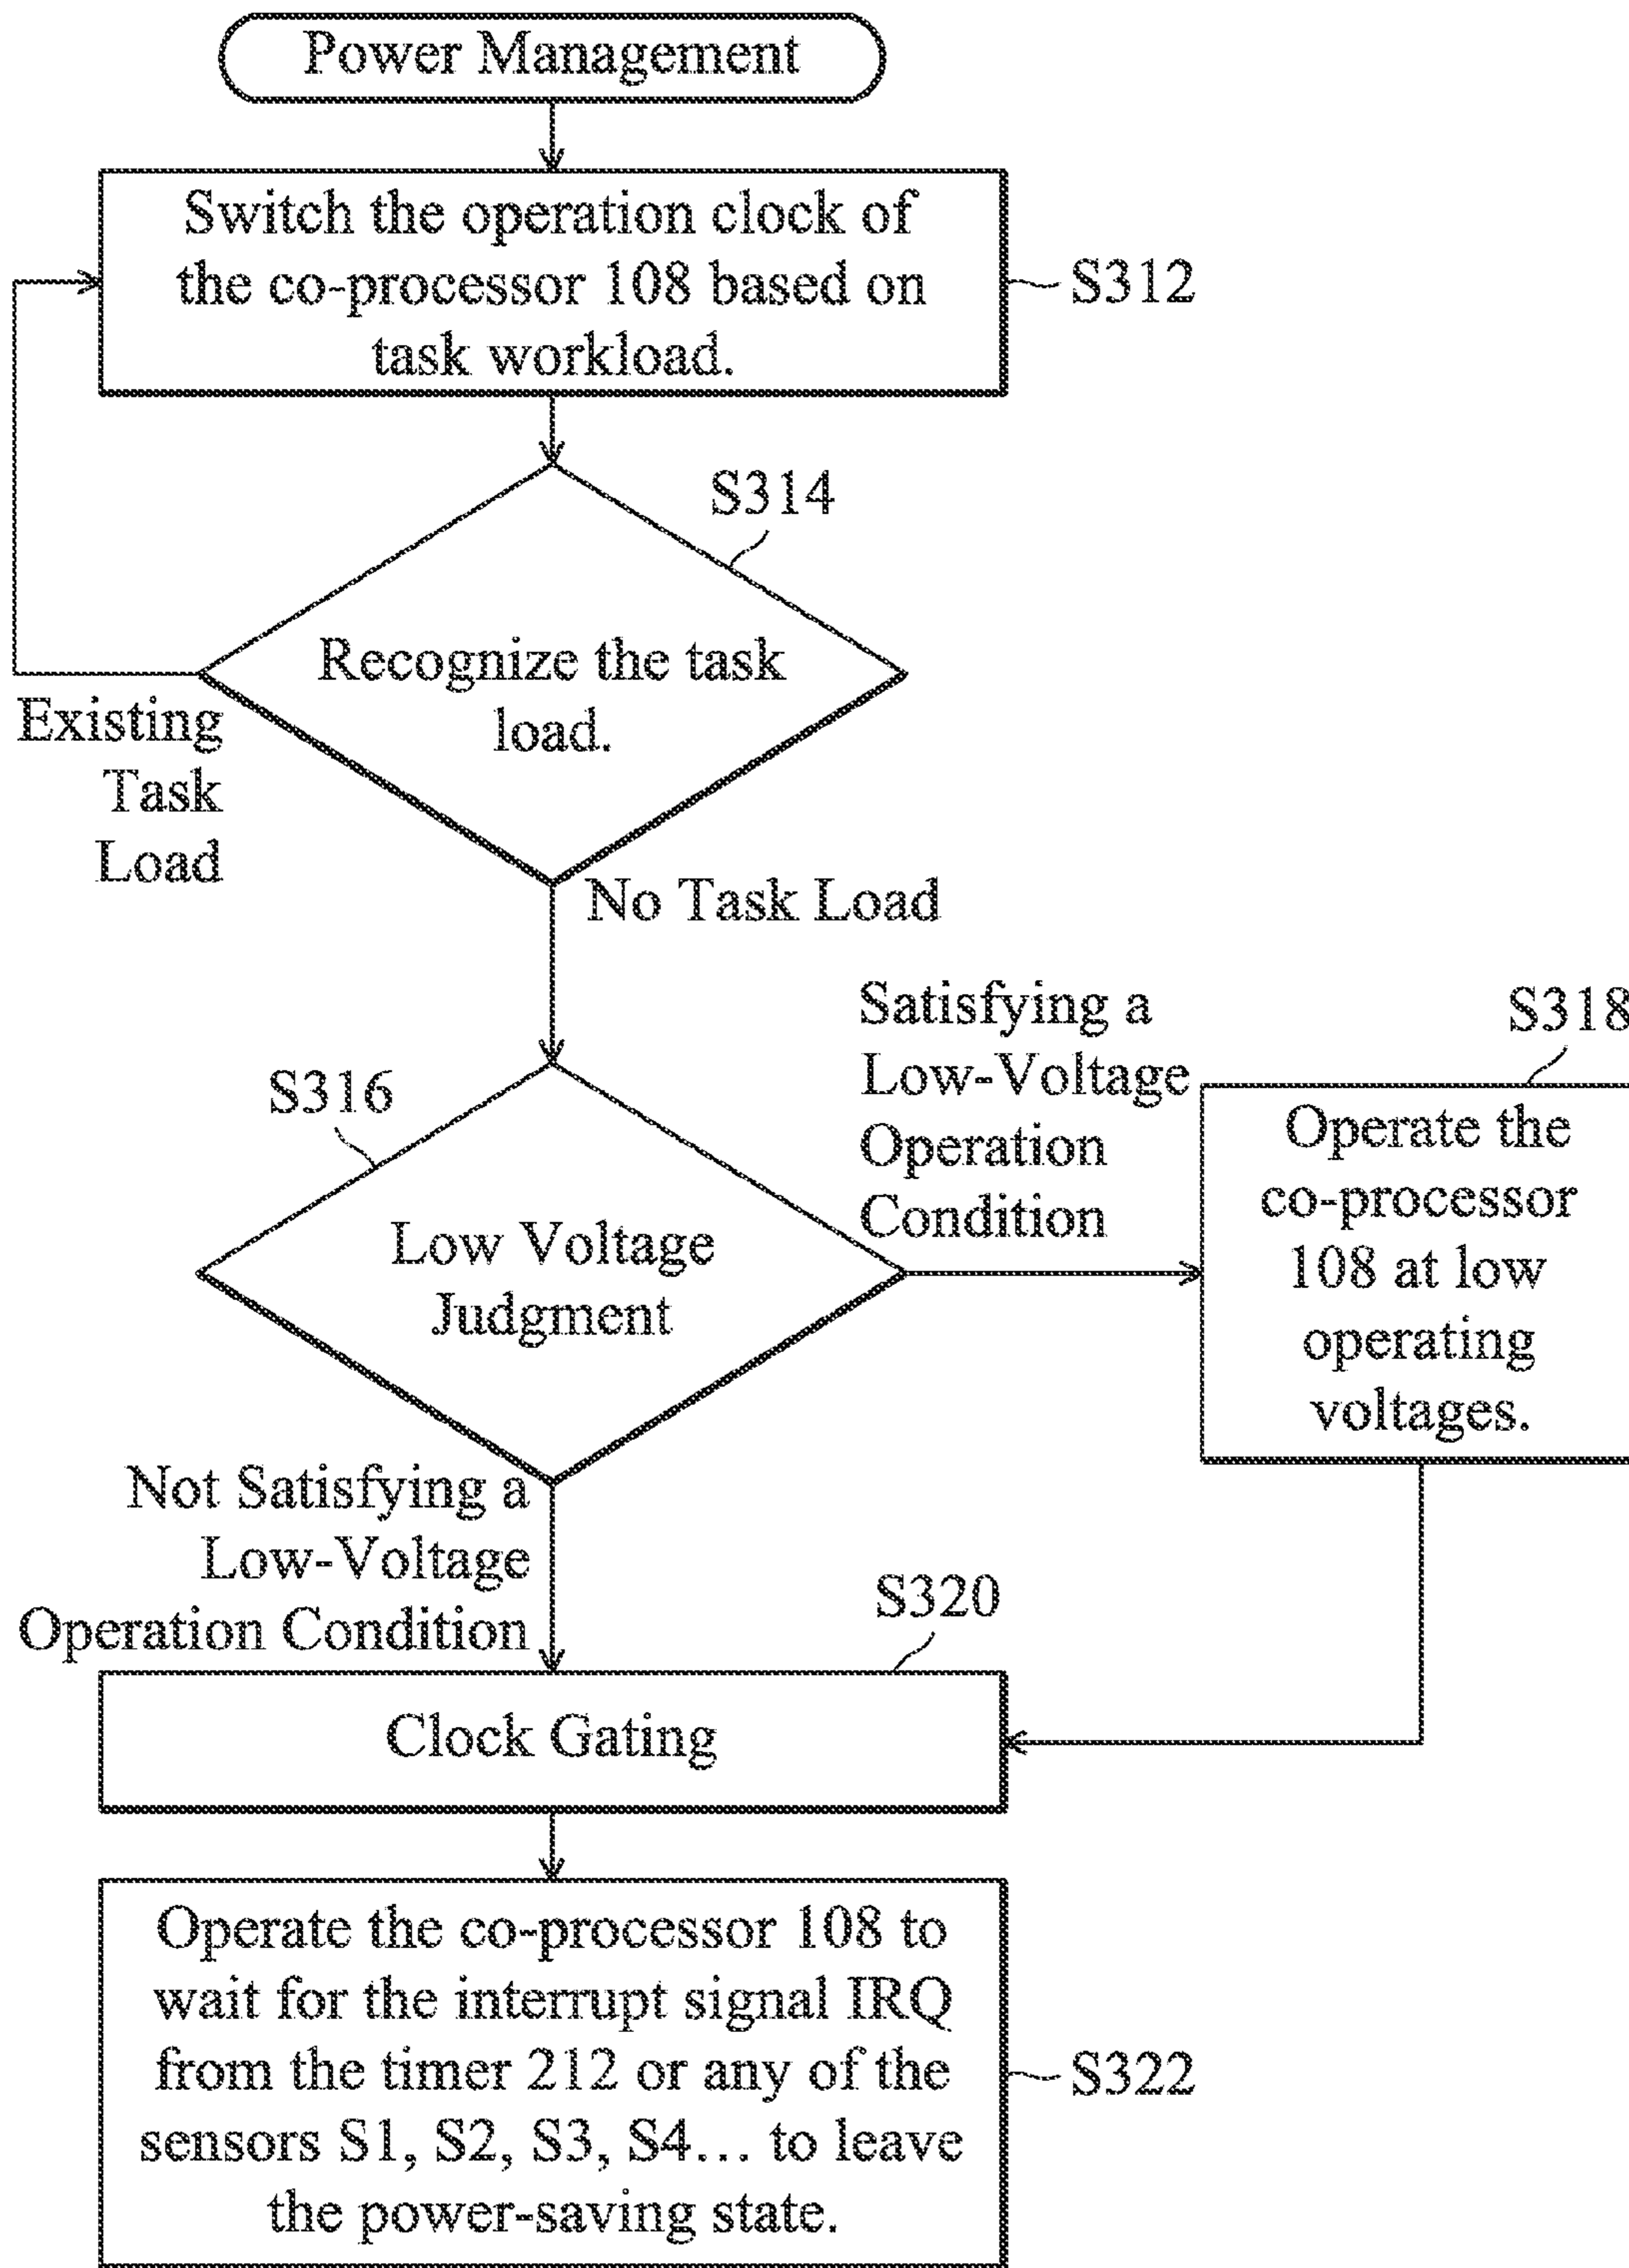 Power Management
Switch the operation clock of
the co-processor 108 based on
task workload.
S312
S314
Recognize the task
load.
Existing
Task
Load
No Task Load
Satisfying a
Low-Voltage
Operation
Condition
S318
S316
Low Voltage
Judgment
Operate the
co-processor
108 at low
operating
voltages.
Not Satisfying a
Low-Voltage
Operation Condition
S320
Clock Gating
Operate the co-processor 108 to
wait for the interrupt signal IRQ
from the timer 212 or any of the
sensors S1, S2, S3, S4... to leave
the power-saving state.
S322